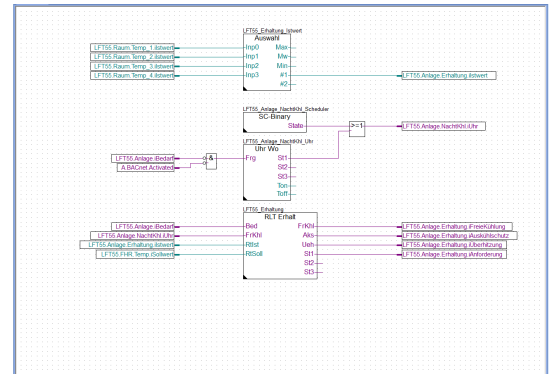 LFT55_Erhaltung_Istwert
Auswahl
LFT55.Raum.Temp_1.iIstwert Inp0 Max
LFT55.Raum.Temp_2.iIstwert Inp1 Mw
LFT55.Raum.Temp_3.iIstwert Inp2 Min
LFT55.Raum.Temp_4.iIstwert Inp3 #1 LFT55.Anlage.Erhaltung.iIstwert
#2
LFT55_Anlage_NachtKhl_Scheduler
SC-Binary
State >=1 LFT55.Anlage.NachtKhl.iUhr
LFT55_Anlage_NachtKhl_Uhr
Uhr Wo
LFT55.Anlage.iBedarf & Frg St1
A.BACnet.Activated St2
St3
Ton
Toff
LFT55_Erhaltung
RLT Erhalt
LFT55.Anlage.iBedarf Bed FrKhl LFT55.Anlage.Erhaltung.iFreieKühlung
LFT55.Anlage.NachtKhl.iUhr FrKhl Aks LFT55.Anlage.Erhaltung.iAuskühlschutz
LFT55.Anlage.Erhaltung.iIstwert RtIst Ueh LFT55.Anlage.Erhaltung.iÜberhitzung
LFT55.FHR.Temp.iSollwert RtSoll St1 LFT55.Anlage.Erhaltung.iAnforderung
St2
St3